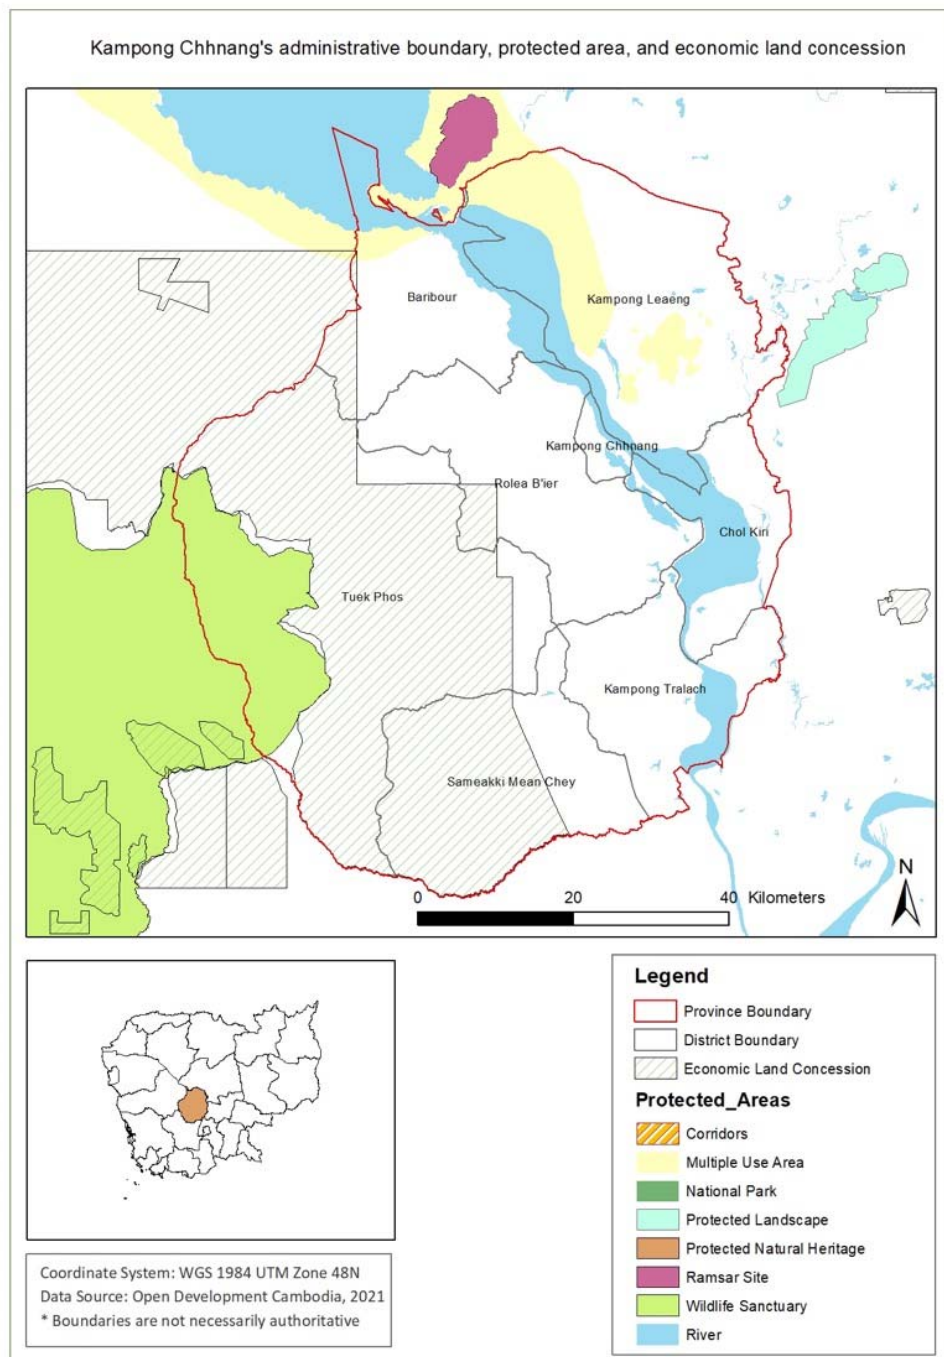 Kampong Chhnang's administrative boundary, protected area, and economic land concession
Baribour
Kampong Leaeng
Kampong Chhnang
Rolea B'ier
Chol Kiri
Tuek Phos
Kampong Tralach
Sameakki Mean Chey
N
0 20 40 Kilometers
Legend
Province Boundary
District Boundary
Economic Land Concession
Protected_Areas
Corridors
Multiple Use Area
National Park
Protected Landscape
Protected Natural Heritage
Ramsar Site
Wildlife Sanctuary
River
Coordinate System: WGS 1984 UTM Zone 48N
Data Source: Open Development Cambodia, 2021
* Boundaries are not necessarily authoritative